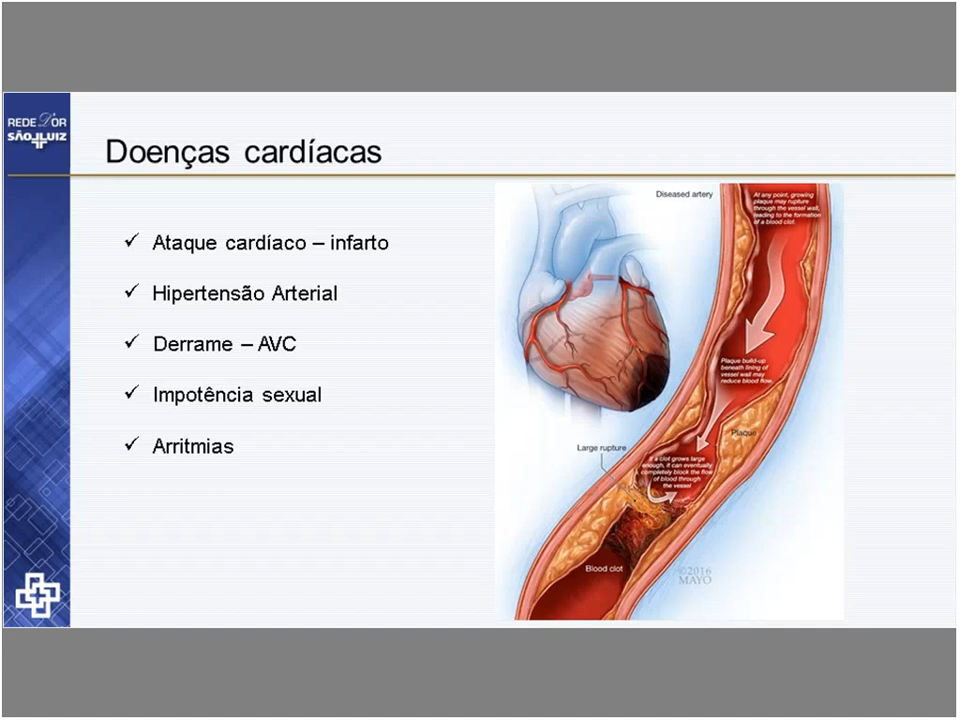 REDE D'OR
SÃO LUIZ
Doenças cardíacas
✓ Ataque cardíaco – infarto
✓ Hipertensão Arterial
✓ Derrame – AVC
✓ Impotência sexual
✓ Arritmias
Diseased artery
At any point, growing
plaque may rupture
through the vessel wall,
leading to the formation
of a blood clot.
Plaque build-up
beneath lining of
vessel wall may
reduce blood flow.
Plaque
Large rupture
If a clot grows large
enough, it can eventually
completely block the flow
of blood through
the vessel
Blood clot
©2016
MAYO